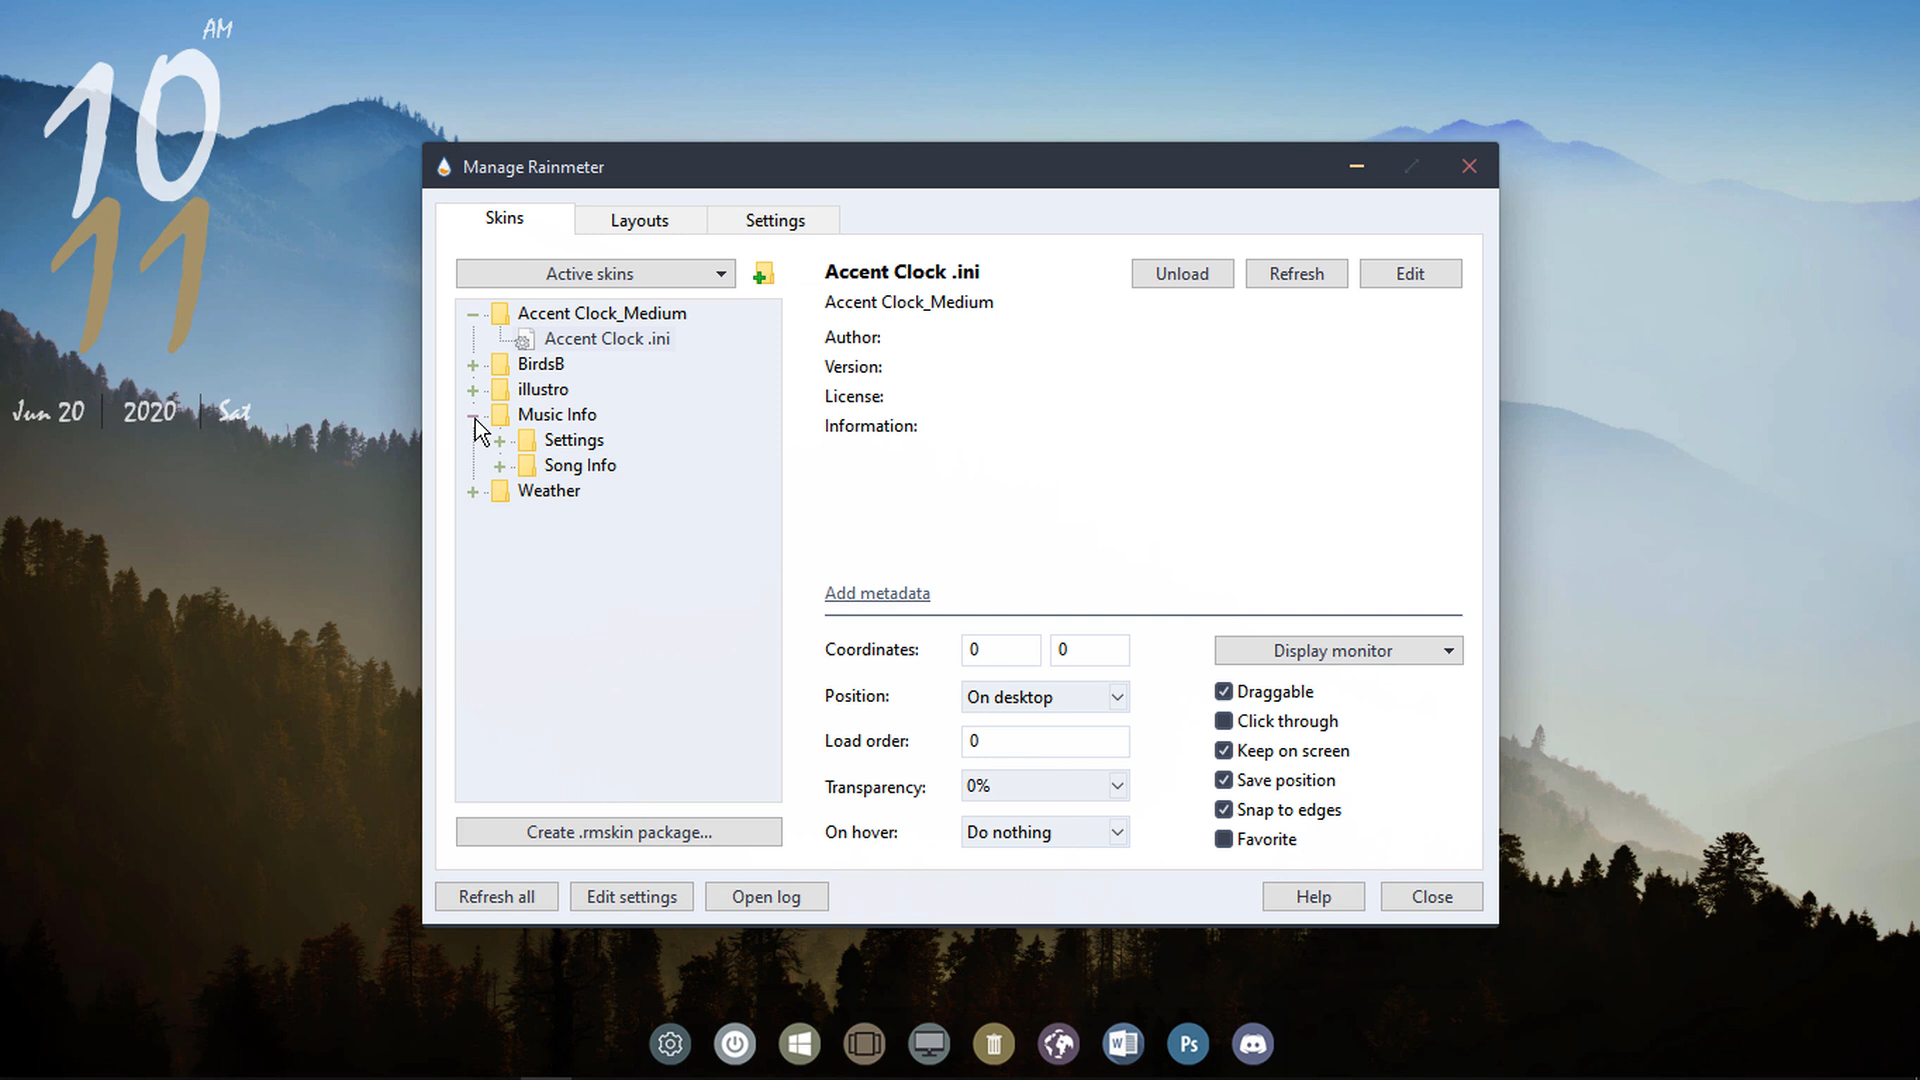 AM
10
11
Jun 20 2020 Sat
Manage Rainmeter
Skins Layouts Settings
Active skins
Accent Clock_Medium
Accent Clock .ini
BirdsB
illustro
Music Info
Settings
Song Info
Weather
Create .rmskin package...
Accent Clock .ini
Accent Clock_Medium
Unload Refresh Edit
Author:
Version:
License:
Information:
Add metadata
Coordinates: 0 0
Position: On desktop
Load order: 0
Transparency: 0%
On hover: Do nothing
Display monitor
Draggable
Click through
Keep on screen
Save position
Snap to edges
Favorite
Refresh all Edit settings Open log Help Close
W
Ps